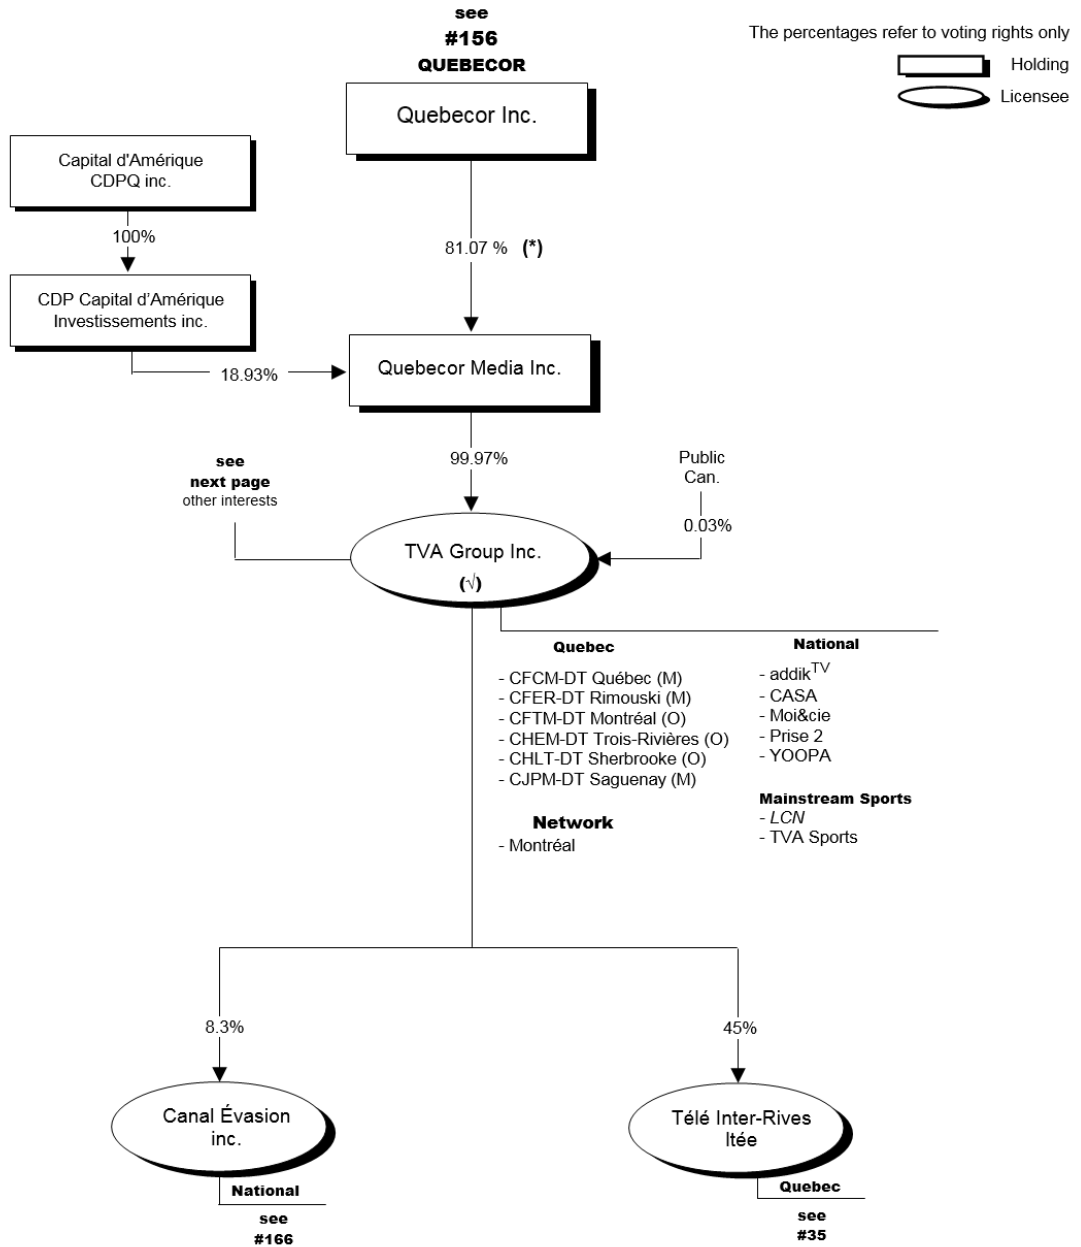 see
#156
QUEBECOR
The percentages refer to voting rights only
Holding
Licensee
Quebecor Inc.
Capital d'Amérique
CDPQ inc.
100%
81.07 % (*)
CDP Capital d’Amérique
Investissements inc.
18.93%
Quebecor Media Inc.
99.97%
see
next page
other interests
Public
Can.
0.03%
TVA Group Inc.
(√)
Quebec
- CFCM-DT Québec (M)
- CFER-DT Rimouski (M)
- CFTM-DT Montréal (O)
- CHEM-DT Trois-Rivières (O)
- CHLT-DT Sherbrooke (O)
- CJPM-DT Saguenay (M)
Network
- Montréal
National
- addikTV
- CASA
- Moi&cie
- Prise 2
- YOOPA
Mainstream Sports
- LCN
- TVA Sports
8.3%
45%
Canal Évasion
inc.
National
see
#166
Télé Inter-Rives
ltée
Quebec
see
#35